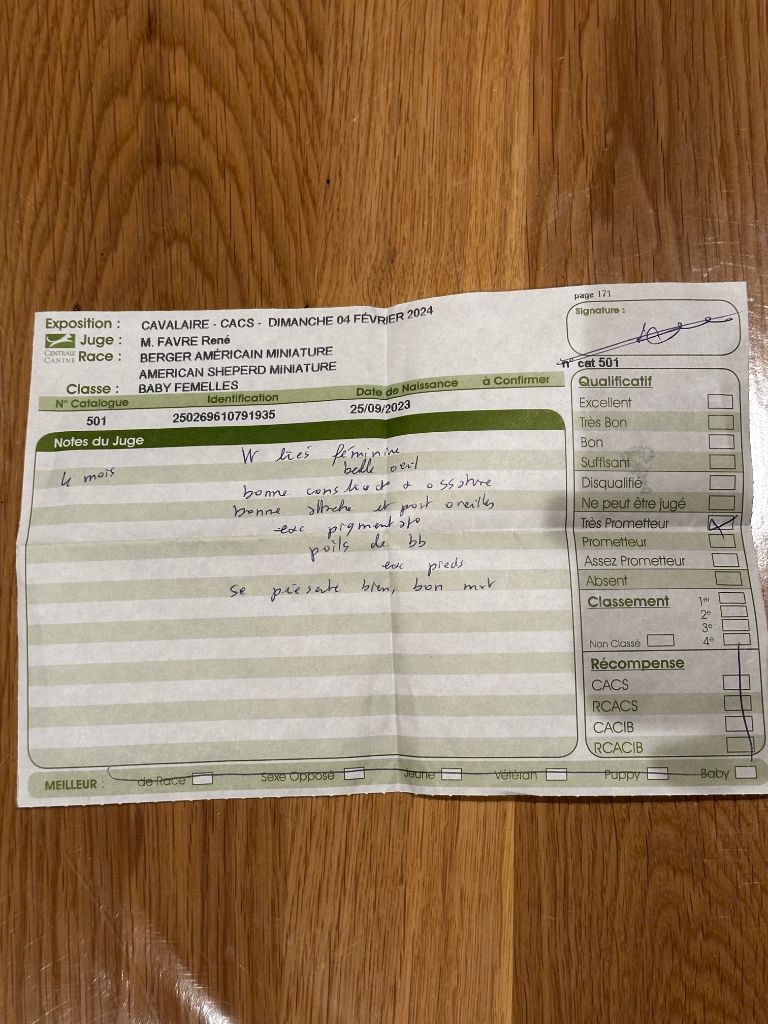 page 171
Exposition : CAVALAIRE - CACS - DIMANCHE 04 FÉVRIER 2024
Signature :
CENTRALE CANINE
Juge : M. FAVRE René
Race : BERGER AMÉRICAIN MINIATURE
AMERICAN SHEPERD MINIATURE
n° cat 501
Classe : BABY FEMELLES
N° Catalogue Identification Date de Naissance à Confirmer
501 250269610791935 25/09/2023
Notes du Juge
4 mois
très féminine
belle oeil
bonne construct° ossature
bonne attache et port oreilles
exc pigmentat°
poils de bb
exc pieds
se présente bien, bon mvt
Qualificatif
Excellent
Très Bon
Bon
Suffisant
Disqualifié
Ne peut être jugé
Très Prometteur
Prometteur
Assez Prometteur
Absent
Classement 1er
2e
3e
Non Classé 4e
Récompense
CACS
RCACS
CACIB
RCACIB
MEILLEUR : de Race Sexe Opposé Jeune Vétéran Puppy Baby